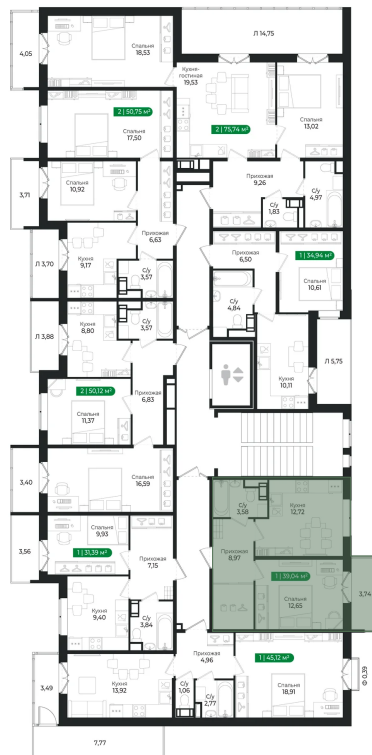 Л 14,75
4,05
Спальня
18,53
Кухня-
гостиная
19,53
2 | 50,75 м²
Спальня
17,50
2 | 75,74 м²
Спальня
13,02
Спальня
10,92
Прихожая
9,26
С/у
4,97
С/у
1,83
3,71
Прихожая
6,63
Прихожая
6,50
1 | 34,94 м²
Спальня
10,61
Л 3,70
Кухня
9,17
С/у
3,57
С/у
4,84
Л 3,88
Кухня
8,80
С/у
3,57
Кухня
10,11
Л 5,75
2 | 50,12 м²
Спальня
11,37
Прихожая
6,83
3,40
Спальня
16,59
С/у
3,58
Кухня
12,72
3,56
Спальня
9,93
1 | 31,39 м²
Прихожая
7,15
Прихожая
8,97
1 | 39,04 м²
Спальня
12,65
3,74
Кухня
9,40
С/у
3,84
Прихожая
4,96
1 | 45,12 м²
Ф 0,39
3,49
Кухня
13,92
С/у
1,06
С/у
2,77
Спальня
18,91
7,77